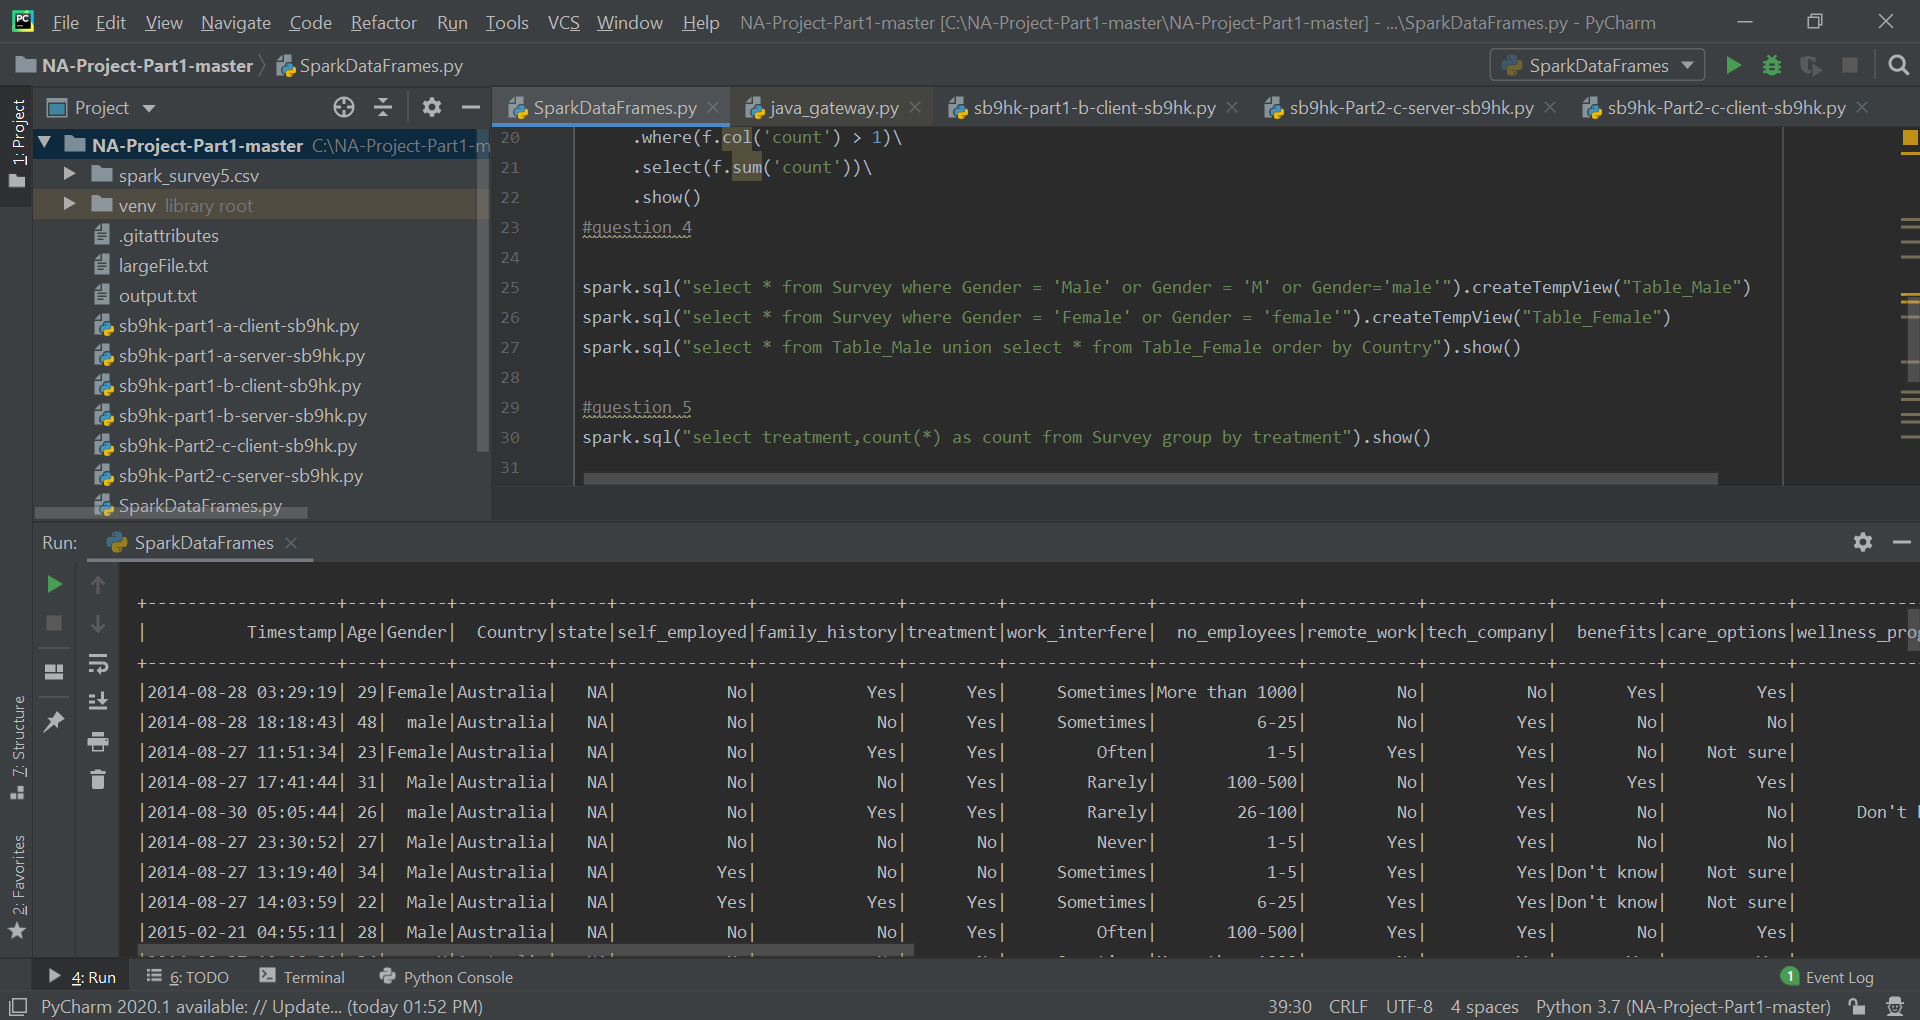 File Edit View Navigate Code Refactor Run Tools VCS Window Help NA-Project-Part1-master [C:\NA-Project-Part1-master\NA-Project-Part1-master] - ...\SparkDataFrames.py - PyCharm
NA-Project-Part1-master SparkDataFrames.py SparkDataFrames
1: Project
Project
SparkDataFrames.py java_gateway.py sb9hk-part1-b-client-sb9hk.py sb9hk-Part2-c-server-sb9hk.py sb9hk-Part2-c-client-sb9hk.py
NA-Project-Part1-master C:\NA-Project-Part1-m
spark_survey5.csv
venv library root
.gitattributes
largeFile.txt
output.txt
sb9hk-part1-a-client-sb9hk.py
sb9hk-part1-a-server-sb9hk.py
sb9hk-part1-b-client-sb9hk.py
sb9hk-part1-b-server-sb9hk.py
sb9hk-Part2-c-client-sb9hk.py
sb9hk-Part2-c-server-sb9hk.py
SparkDataFrames.py
20 .where(f.col('count') > 1)\
21 .select(f.sum('count'))\
22 .show()
23 #question 4
24
25 spark.sql("select * from Survey where Gender = 'Male' or Gender = 'M' or Gender='male'").createTempView("Table_Male")
26 spark.sql("select * from Survey where Gender = 'Female' or Gender = 'female'").createTempView("Table_Female")
27 spark.sql("select * from Table_Male union select * from Table_Female order by Country").show()
28
29 #question 5
30 spark.sql("select treatment,count(*) as count from Survey group by treatment").show()
31
Run: SparkDataFrames
+-------------------+---+------+---------+-----+-------------+--------------+---------+--------------+--------------+-----------+------------+----------+------------+------------
|          Timestamp|Age|Gender|  Country|state|self_employed|family_history|treatment|work_interfere|  no_employees|remote_work|tech_company|  benefits|care_options|wellness_pro
+-------------------+---+------+---------+-----+-------------+--------------+---------+--------------+--------------+-----------+------------+----------+------------+------------
|2014-08-28 03:29:19| 29|Female|Australia|   NA|           No|           Yes|      Yes|     Sometimes|More than 1000|         No|          No|       Yes|         Yes|
|2014-08-28 18:18:43| 48|  male|Australia|   NA|           No|            No|      Yes|     Sometimes|          6-25|         No|         Yes|        No|          No|
|2014-08-27 11:51:34| 23|Female|Australia|   NA|           No|           Yes|      Yes|         Often|           1-5|        Yes|         Yes|        No|    Not sure|
|2014-08-27 17:41:44| 31|  Male|Australia|   NA|           No|            No|      Yes|        Rarely|       100-500|         No|         Yes|       Yes|         Yes|
|2014-08-30 05:05:44| 26|  male|Australia|   NA|           No|           Yes|      Yes|        Rarely|        26-100|         No|         Yes|        No|          No|      Don't
|2014-08-27 23:30:52| 27|  Male|Australia|   NA|           No|            No|       No|         Never|           1-5|        Yes|         Yes|        No|          No|
|2014-08-27 13:19:40| 34|  Male|Australia|   NA|          Yes|            No|       No|     Sometimes|           1-5|        Yes|         Yes|Don't know|    Not sure|
|2014-08-27 14:03:59| 22|  Male|Australia|   NA|          Yes|           Yes|      Yes|     Sometimes|          6-25|        Yes|         Yes|Don't know|    Not sure|
|2015-02-21 04:55:11| 28|  Male|Australia|   NA|           No|            No|      Yes|         Often|       100-500|        Yes|         Yes|        No|         Yes|
7: Structure
2: Favorites
4: Run 6: TODO Terminal Python Console 1 Event Log
PyCharm 2020.1 available: // Update... (today 01:52 PM) 39:30 CRLF UTF-8 4 spaces Python 3.7 (NA-Project-Part1-master)